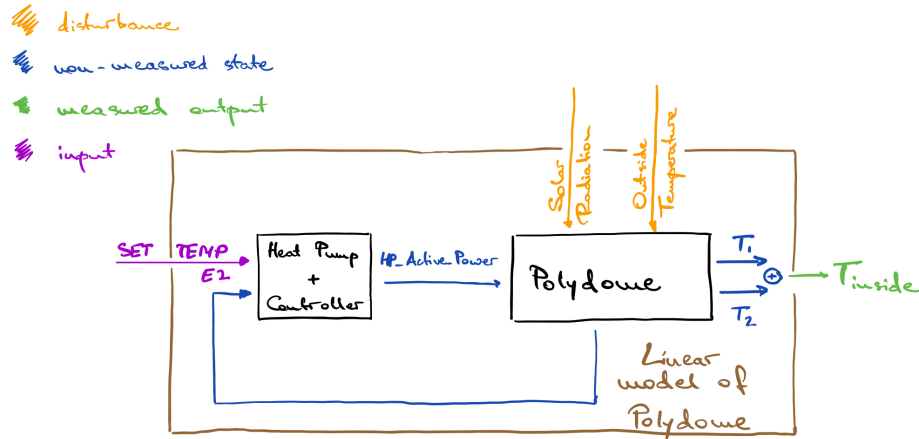 disturbance
non-measured state
measured output
input
Solar
Radiation
Outside
Temperature
SET TEMP
E2
Heat Pump
+
Controller
HP_Active_Power
Polydome
T1
+
T2
Tinside
Linear
model of
Polydome